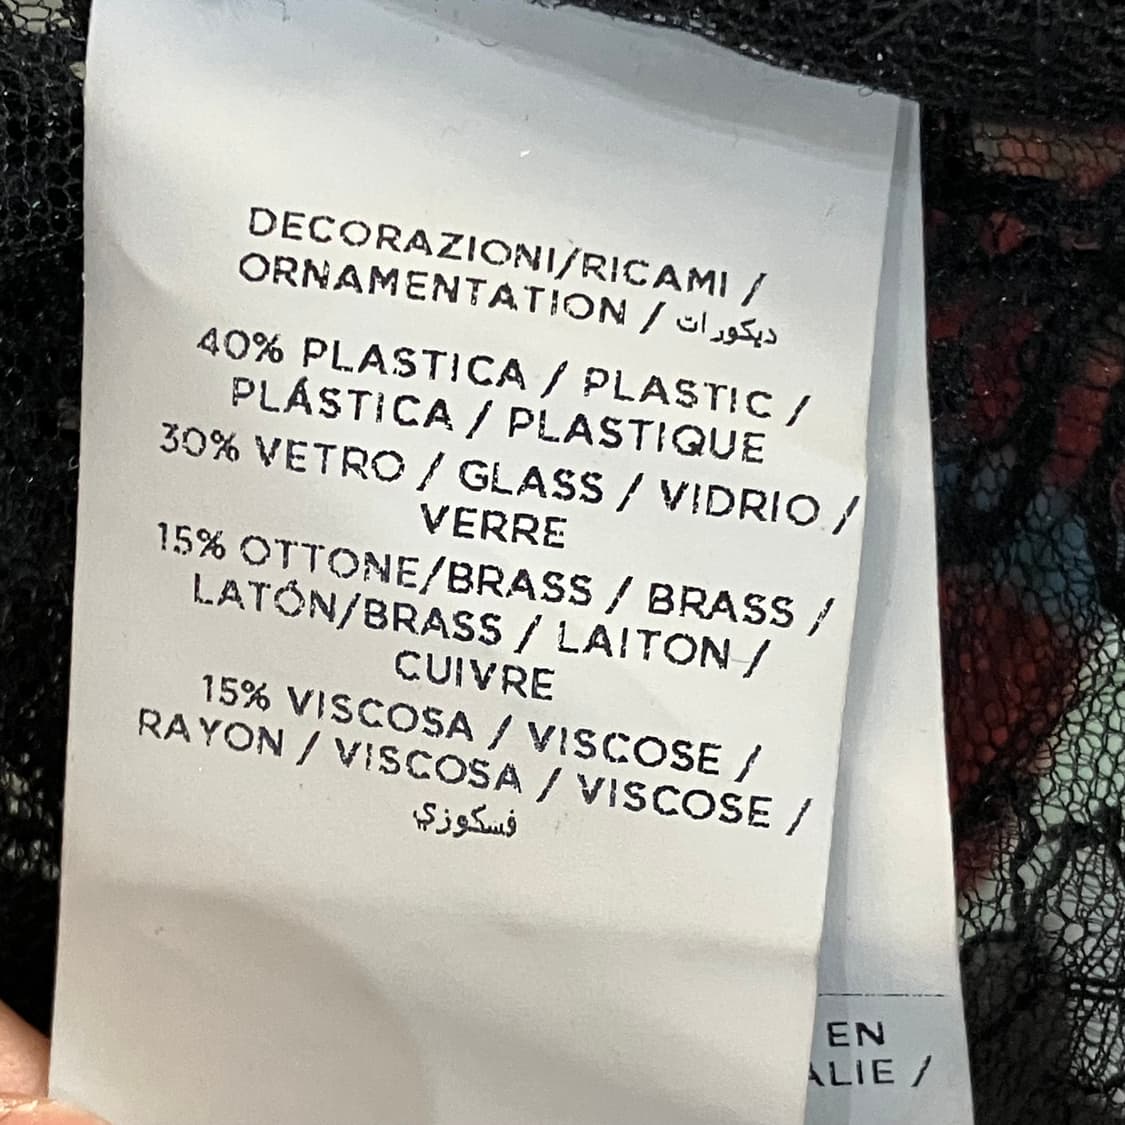 DECORAZIONI/RICAMI /
ORNAMENTATION / ديكورات
40% PLASTICA / PLASTIC /
PLÁSTICA / PLASTIQUE
30% VETRO / GLASS / VIDRIO /
VERRE
15% OTTONE/BRASS / BRASS /
LATÓN/BRASS / LAITON /
CUIVRE
15% VISCOSA / VISCOSE /
RAYON / VISCOSA / VISCOSE /
فسكوزي
EN
ALIE /